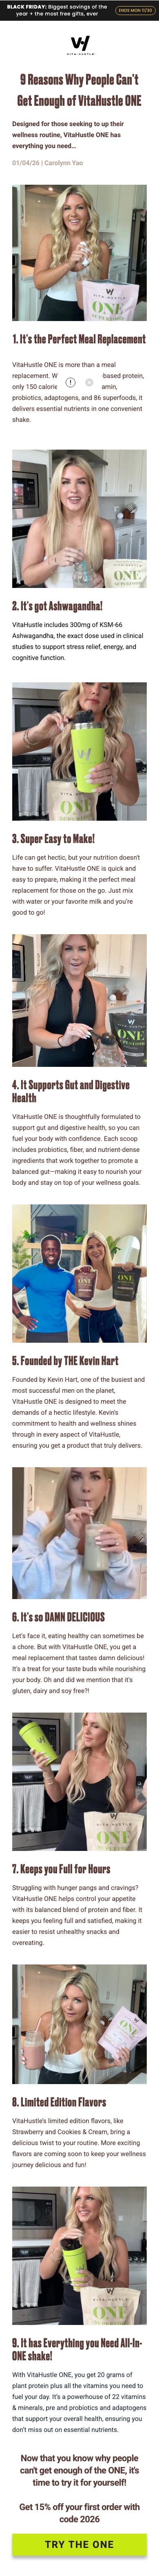 BLACK FRIDAY: Biggest savings of the
year + the most free gifts, ever
ENDS MON 11/30
VITA HUSTLE
9 Reasons Why People Can't
Get Enough of VitaHustle ONE
Designed for those seeking to up their
wellness routine, VitaHustle ONE has
everything you need...
01/04/26 | Carolynn Yao
VITA HUSTLE
ONE
1. It's the Perfect Meal Replacement
VitaHustle ONE is more than a meal
replacement. W
-based protein,
only 150 calorie
amin,
probiotics, adaptogens, and 86 superfoods, it
delivers essential nutrients in one convenient
shake.
ONE
2. It's got Ashwagandha!
VitaHustle includes 300mg of KSM-66
Ashwagandha, the exact dose used in clinical
studies to support stress relief, energy, and
cognitive function.
3. Super Easy to Make!
Life can get hectic, but your nutrition doesn't
have to suffer. VitaHustle ONE is quick and
easy to prepare, making it the perfect meal
replacement for those on the go. Just mix
with water or your favorite milk and you're
good to go!
ONE
4. It Supports Gut and Digestive
Health
VitaHustle ONE is thoughtfully formulated to
support gut and digestive health, so you can
fuel your body with confidence. Each scoop
includes probiotics, fiber, and nutrient-dense
ingredients that work together to promote a
balanced gut—making it easy to nourish your
body and stay on top of your wellness goals.
ONE
ONE
5. Founded by THE Kevin Hart
Founded by Kevin Hart, one of the busiest and
most successful men on the planet,
VitaHustle ONE is designed to meet the
demands of a hectic lifestyle. Kevin's
commitment to health and wellness shines
through in every aspect of VitaHustle,
ensuring you get a product that truly delivers.
6. It's so DAMN DELICIOUS
Let's face it, eating healthy can sometimes be
a chore. But with VitaHustle ONE, you get a
meal replacement that tastes damn delicious!
It's a treat for your taste buds while nourishing
your body. Oh and did we mention that it's
gluten, dairy and soy free?!
VITA HUSTLE
ONE
7. Keeps you Full for Hours
Struggling with hunger pangs and cravings?
VitaHustle ONE helps control your appetite
with its balanced blend of protein and fiber. It
keeps you feeling full and satisfied, making it
easier to resist unhealthy snacks and
overeating.
ONE
8. Limited Edition Flavors
VitaHustle's limited edition flavors, like
Strawberry and Cookies & Cream, bring a
delicious twist to your routine. More exciting
flavors are coming soon to keep your wellness
journey delicious and fun!
ONE
9. It has Everything you Need All-In-
ONE shake!
With VitaHustle ONE, you get 20 grams of
plant protein plus all the vitamins you need to
fuel your day. It's a powerhouse of 22 vitamins
& minerals, pre and probiotics and adaptogens
that support your overall health, ensuring you
don't miss out on essential nutrients.
Now that you know why people
can't get enough of the ONE, it's
time to try it for yourself!
Get 15% off your first order with
code 2026
TRY THE ONE